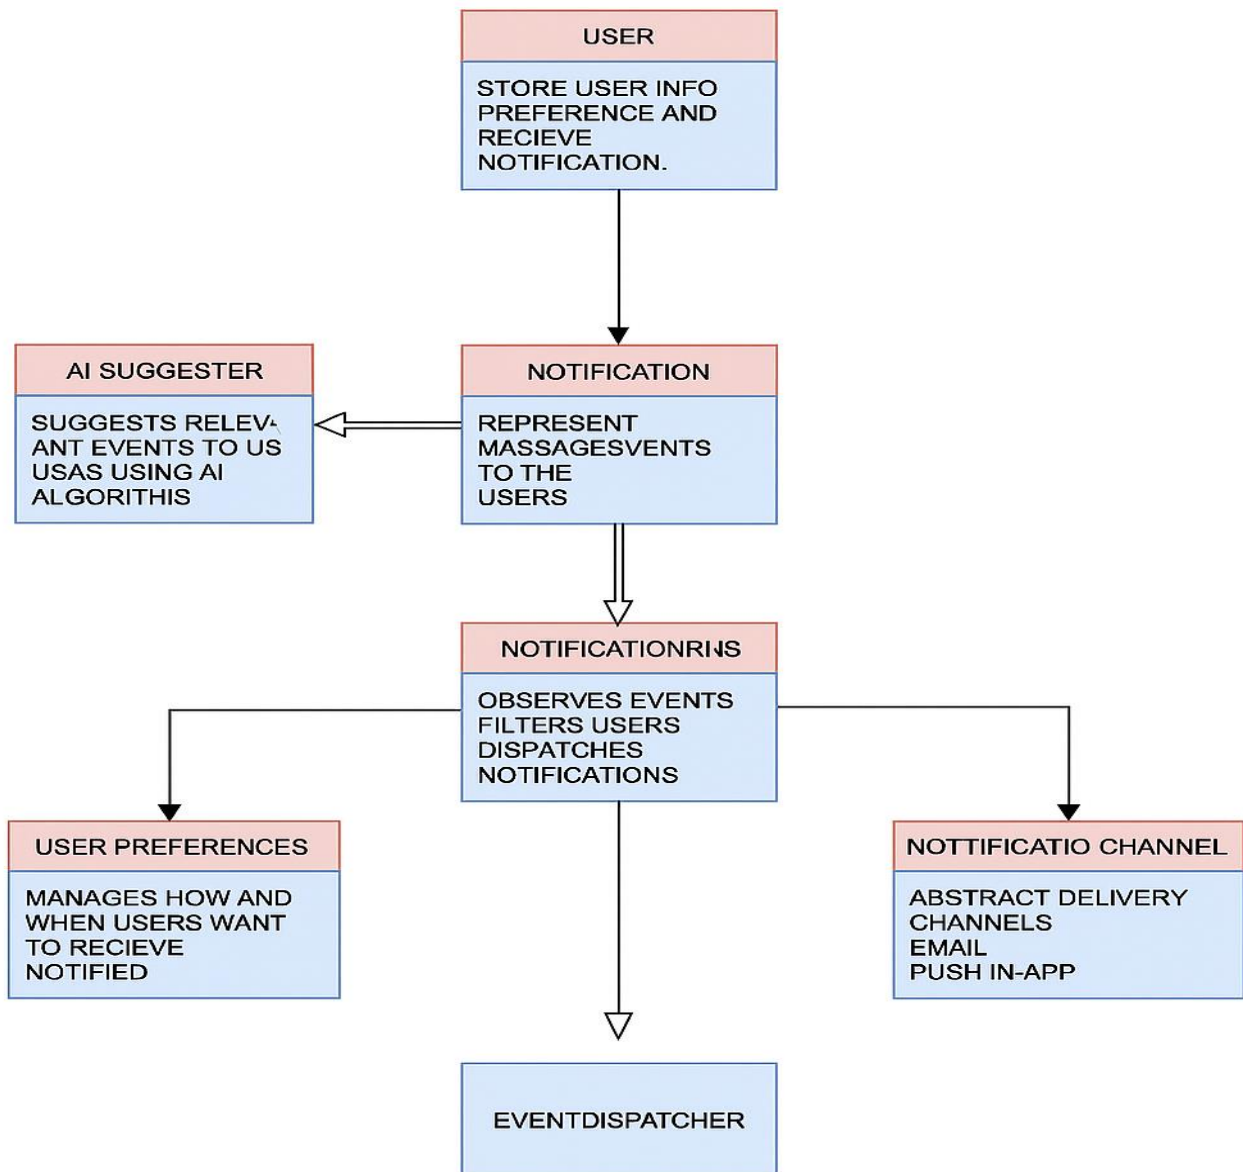 USER
STORE USER INFO
PREFERENCE AND
RECIEVE
NOTIFICATION.
AI SUGGESTER
SUGGESTS RELEV
ANT EVENTS TO US
USAS USING AI
ALGORITHIS
NOTIFICATION
REPRESENT
MASSAGESVENTS
TO THE
USERS
OBSERVES EVENTS
FILTERS USERS
DISPATCHES
NOTIFICATIONS
USER PREFERENCES
MANAGES HOW AND
WHEN USERS WANT
TO RECIEVE
NOTIFIED
NOTTIFICATIO CHANNEL
ABSTRACT DELIVERY
CHANNELS
EMAIL
PUSH IN-APP
EVENTDISPATCHER